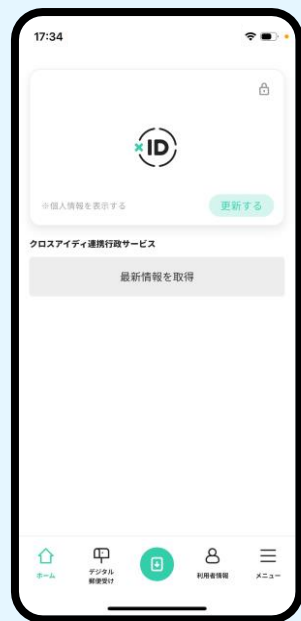 17:34
xID
※個人情報を表示する
更新する
クロスアイディ連携行政サービス
最新情報を取得
ホーム
デジタル
郵便受け
利用者情報
メニュー